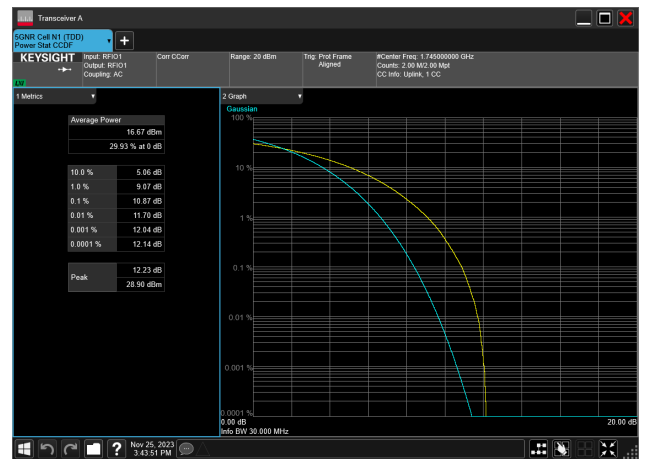 Transceiver A
5GNR Cell N1 (TDD)
Power Stat CCDF
KEYSIGHT
LXI
Input: RFIO1
Output: RFIO1
Coupling: AC
Corr CCorr
Range: 20 dBm
Trig: Prot Frame
Aligned
#Center Freq: 1.745000000 GHz
Counts: 2.00 M/2.00 Mpt
CC Info: Uplink, 1 CC
1 Metrics
Average Power
16.67 dBm
29.93 % at 0 dB
10.0 % 5.06 dB
1.0 % 9.07 dB
0.1 % 10.87 dB
0.01 % 11.70 dB
0.001 % 12.04 dB
0.0001 % 12.14 dB
Peak
12.23 dB
28.90 dBm
2 Graph
Gaussian
100 %
10 %
1 %
0.1 %
0.01 %
0.001 %
0.0001 %
0.00 dB
20.00 dB
Info BW 30.000 MHz
Nov 25, 2023
3:43:51 PM